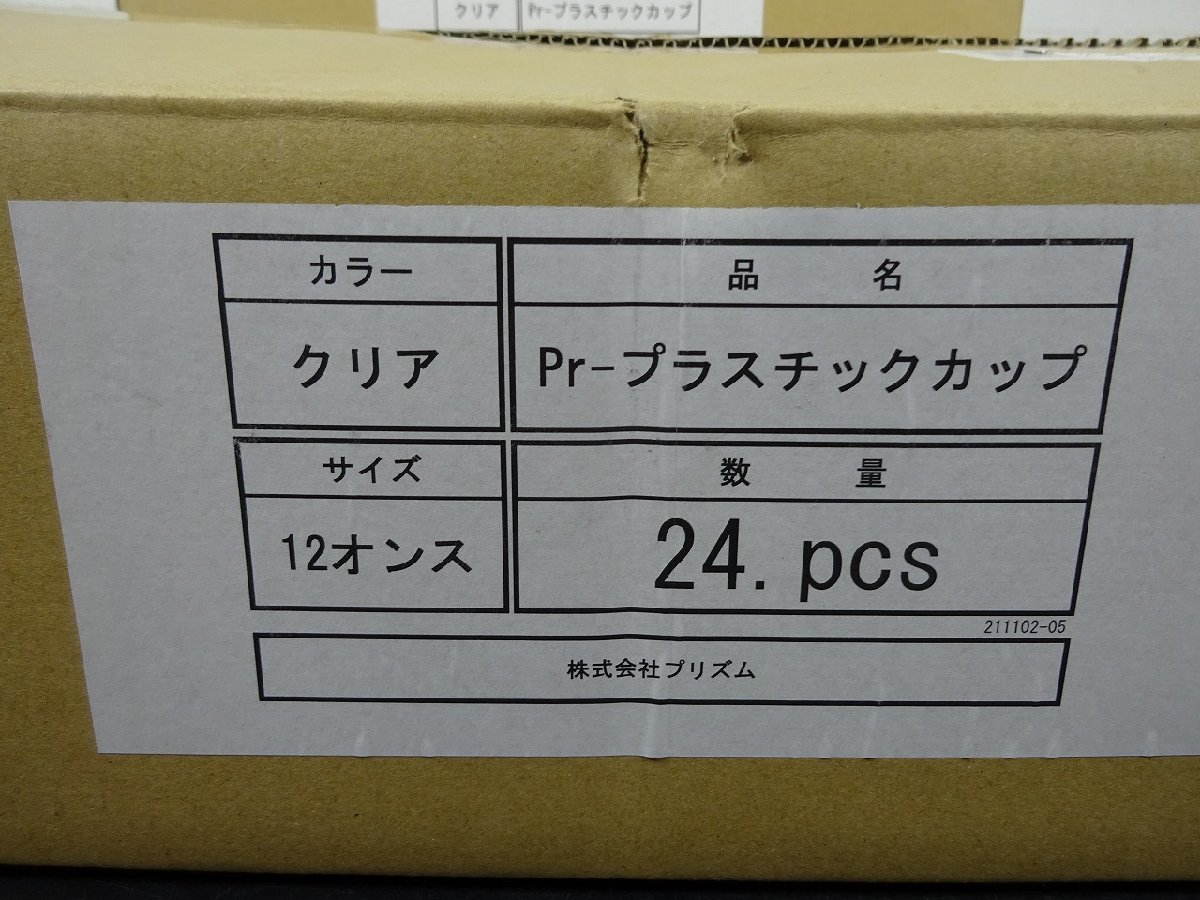 クリア Pr-プラスチックカップ
カラー 品名
クリア Pr-プラスチックカップ
サイズ 数量
12オンス 24. pcs
211102-05
株式会社プリズム